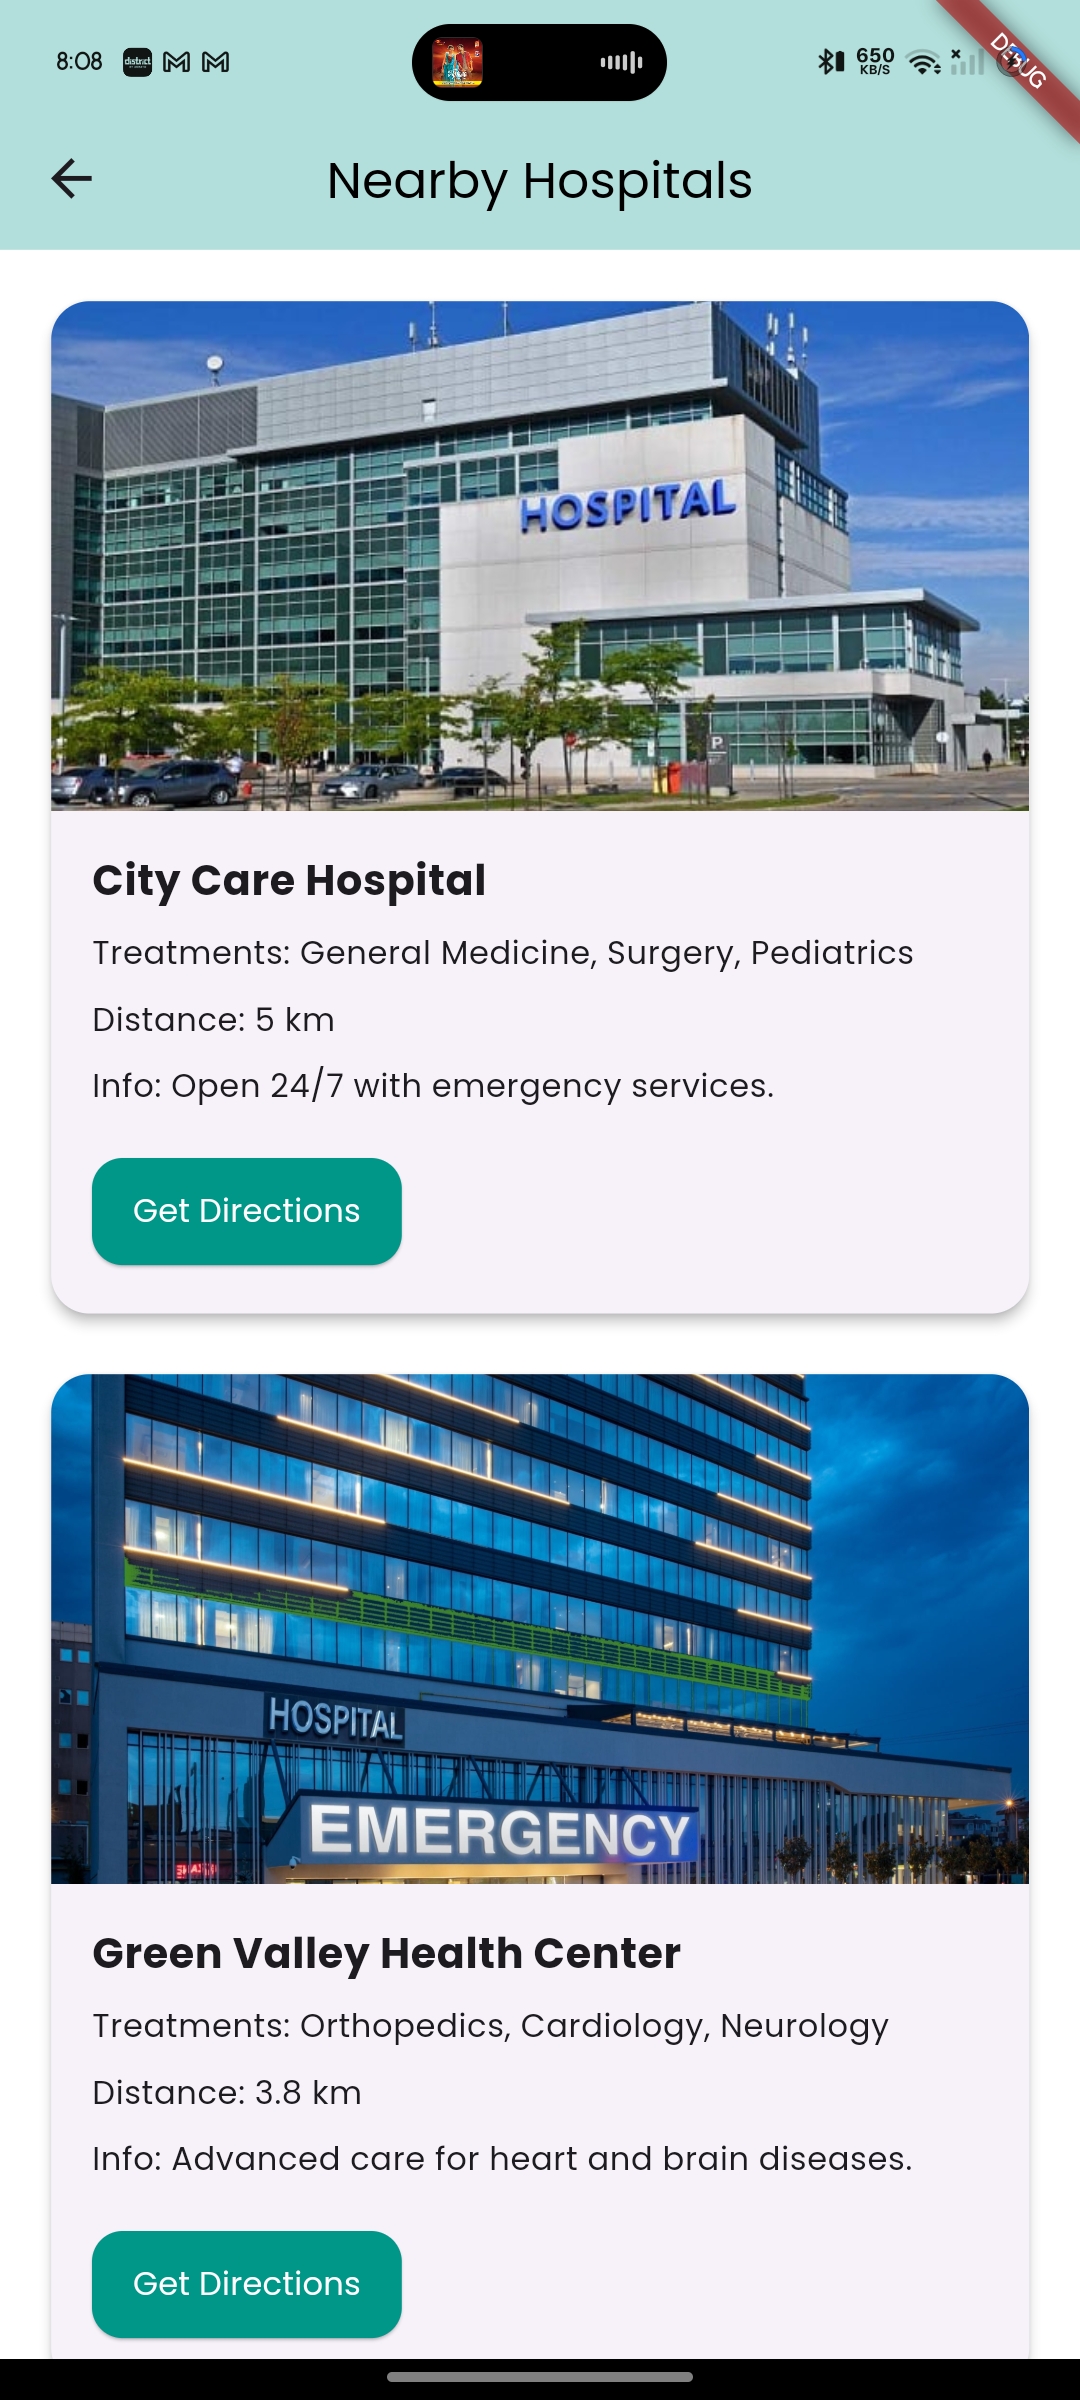 8:08
district
650
KB/S
DEBUG
Nearby Hospitals
HOSPITAL
P
City Care Hospital
Treatments: General Medicine, Surgery, Pediatrics
Distance: 5 km
Info: Open 24/7 with emergency services.
Get Directions
HOSPITAL
EMERGENCY
Green Valley Health Center
Treatments: Orthopedics, Cardiology, Neurology
Distance: 3.8 km
Info: Advanced care for heart and brain diseases.
Get Directions